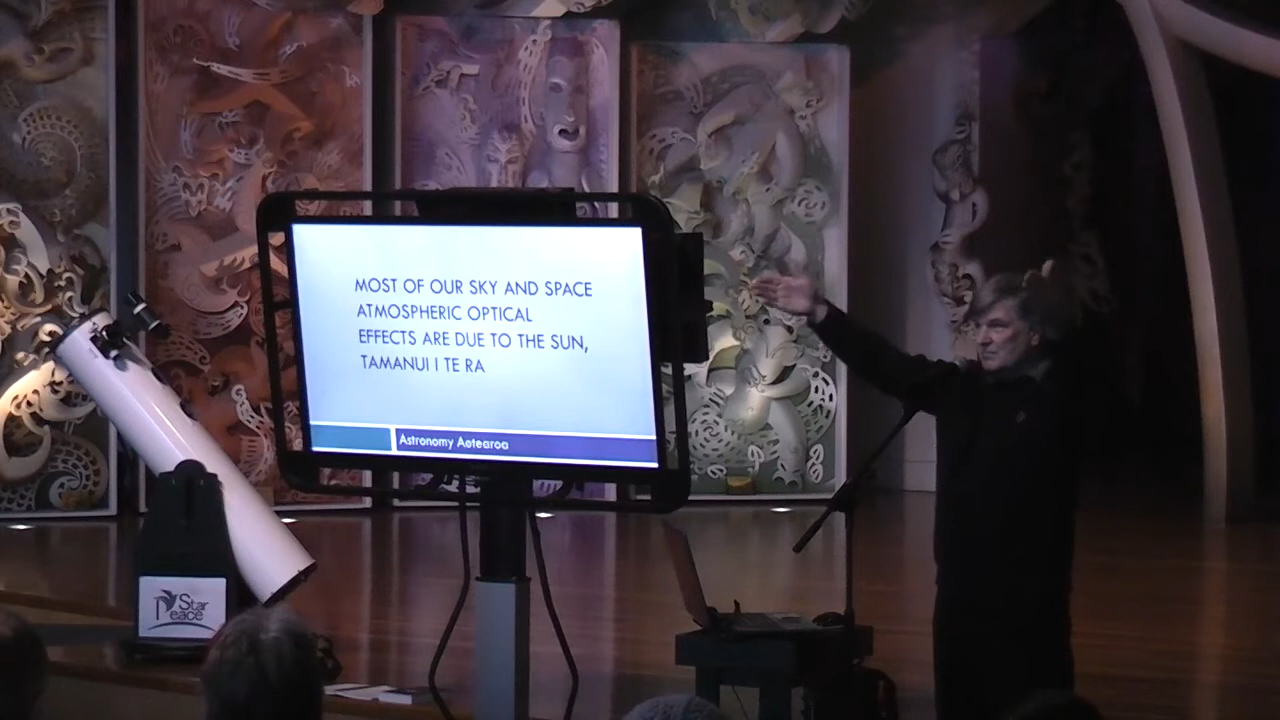 MOST OF OUR SKY AND SPACE
ATMOSPHERIC OPTICAL
EFFECTS ARE DUE TO THE SUN,
TAMANUI I TE RA
Astronomy Aotearoa
Star
Peace